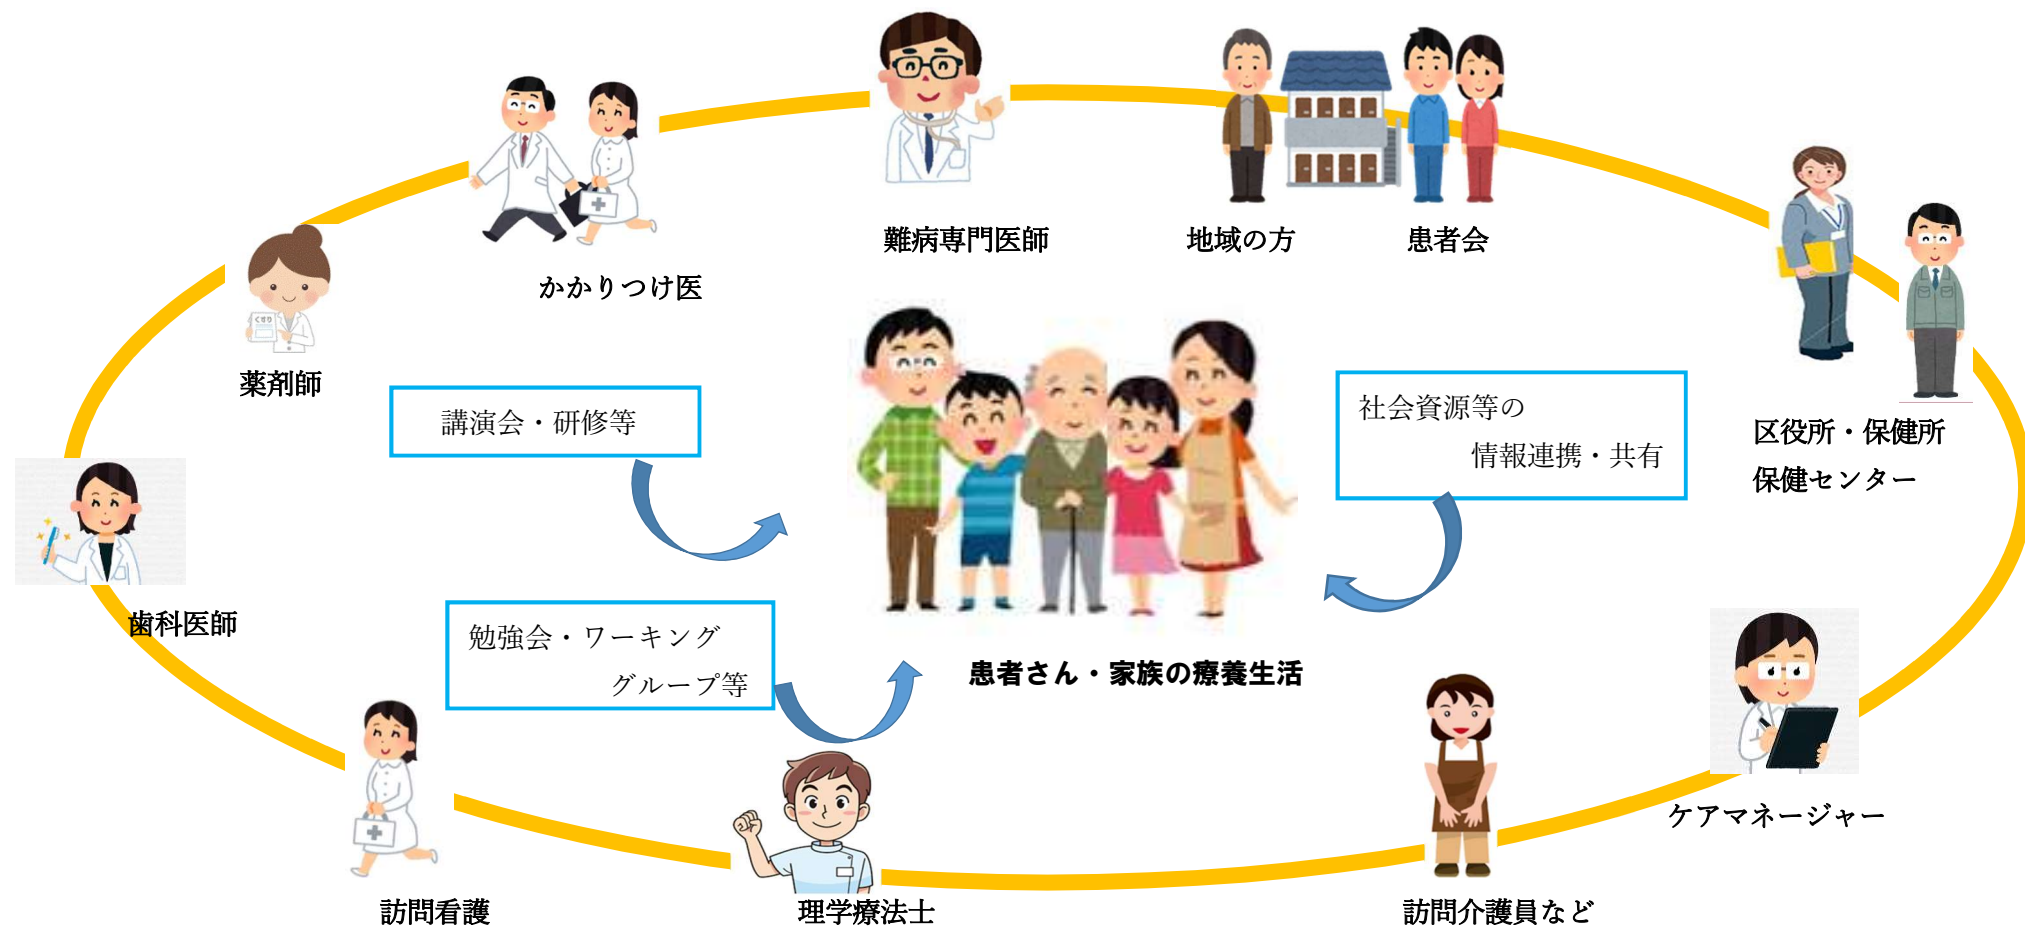 難病専門医師
地域の方
患者会
かかりつけ医
くすり
薬剤師
講演会・研修等
社会資源等の
情報連携・共有
区役所・保健所
保健センター
歯科医師
勉強会・ワーキング
グループ等
患者さん・家族の療養生活
ケアマネージャー
訪問看護
理学療法士
訪問介護員など